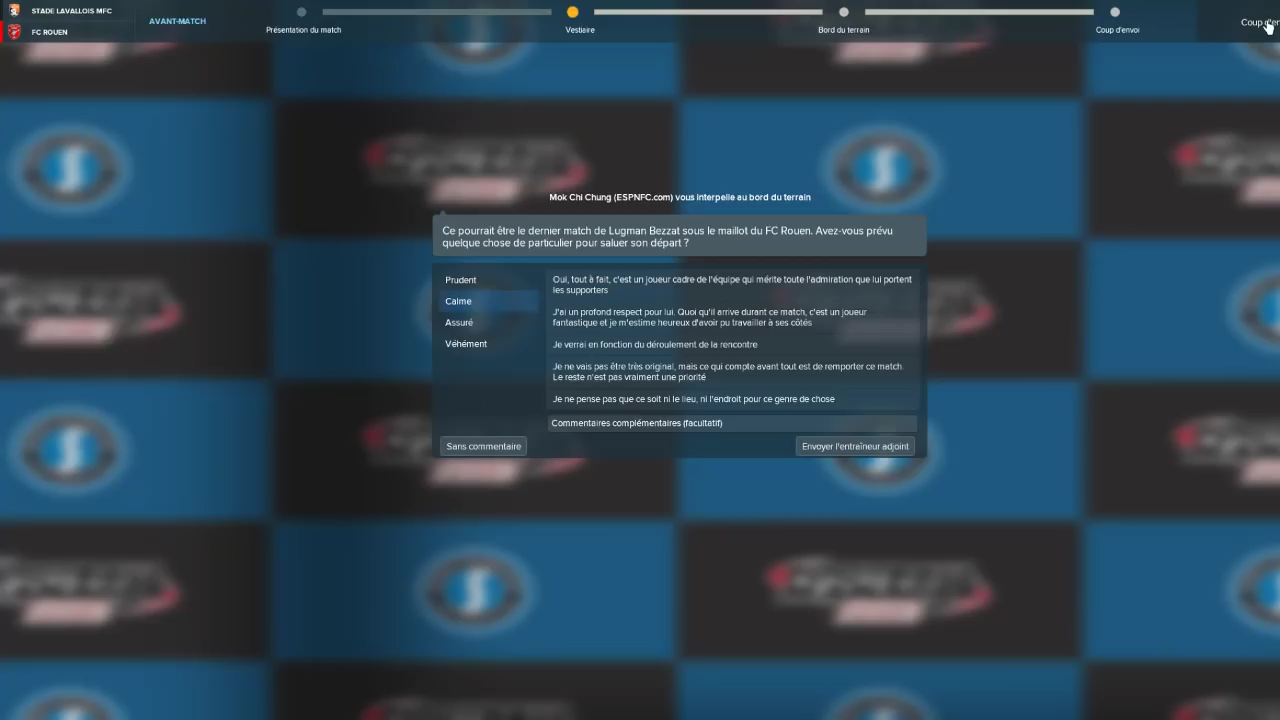 STADE LAVALLOIS MFC
FC ROUEN
AVANT-MATCH
Présentation du match
Vestiaire
Bord du terrain
Coup d'envoi
Mok Chi Chung (ESPNFC.com) vous interpelle au bord du terrain
Ce pourrait être le dernier match de Lugman Bezzat sous le maillot du FC Rouen. Avez-vous prévu
quelque chose de particulier pour saluer son départ ?
Prudent
Calme
Assuré
Véhément
Oui, tout à fait, c'est un joueur cadre de l'équipe qui mérite toute l'admiration que lui portent
les supporters
J'ai un profond respect pour lui. Quoi qu'il arrive durant ce match, c'est un joueur
fantastique et je m'estime heureux d'avoir pu travailler à ses côtés
Je verrai en fonction du déroulement de la rencontre
Je ne vais pas être très original, mais ce qui compte avant tout est de remporter ce match.
Le reste n'est pas vraiment une priorité
Je ne pense pas que ce soit ni le lieu, ni l'endroit pour ce genre de chose
Commentaires complémentaires (facultatif)
Sans commentaire
Envoyer l'entraîneur adjoint